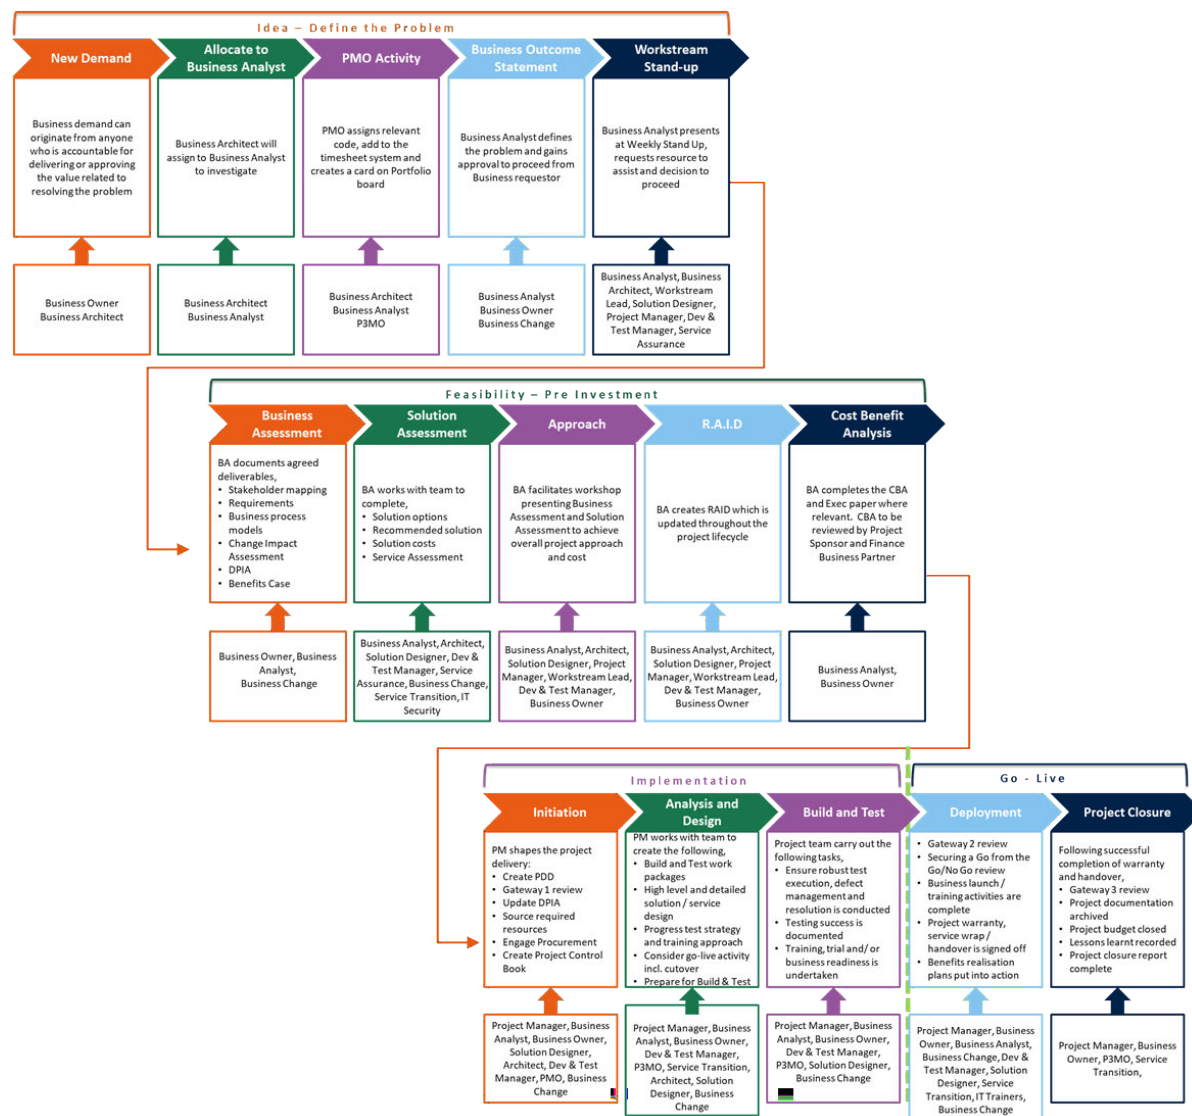 Idea – Define the Problem
New Demand
Allocate to
Business Analyst
PMO Activity
Business Outcome
Statement
Workstream
Stand-up
Business demand can
originate from anyone
who is accountable for
delivering or approving
the value related to
resolving the problem
Business Architect will
assign to Business Analyst
to investigate
PMO assigns relevant
code, add to the
timesheet system and
creates a card on Portfolio
board
Business Analyst defines
the problem and gains
approval to proceed from
Business requestor
Business Analyst presents
at Weekly Stand Up,
requests resource to
assist and decision to
proceed
Business Owner
Business Architect
Business Architect
Business Analyst
Business Architect
Business Analyst
P3MO
Business Analyst
Business Owner
Business Change
Business Analyst, Business
Architect, Workstream
Lead, Solution Designer,
Project Manager, Dev &
Test Manager, Service
Assurance
Feasibility – Pre Investment
Business
Assessment
Solution
Assessment
Approach
R.A.I.D
Cost Benefit
Analysis
BA documents agreed
deliverables,
• Stakeholder mapping
• Requirements
• Business process
models
• Change Impact
Assessment
• DPIA
• Benefits Case
BA works with team to
complete,
• Solution options
• Recommended solution
• Solution costs
• Service Assessment
BA facilitates workshop
presenting Business
Assessment and Solution
Assessment to achieve
overall project approach
and cost
BA creates RAID which is
updated throughout the
project lifecycle
BA completes the CBA
and Exec paper where
relevant. CBA to be
reviewed by Project
Sponsor and Finance
Business Partner
Business Owner, Business
Analyst,
Business Change
Business Analyst, Architect,
Solution Designer, Dev &
Test Manager, Service
Assurance, Business Change,
Service Transition, IT
Security
Business Analyst, Architect,
Solution Designer, Project
Manager, Workstream Lead,
Dev & Test Manager,
Business Owner
Business Analyst, Architect,
Solution Designer, Project
Manager, Workstream Lead,
Dev & Test Manager,
Business Owner
Business Analyst,
Business Owner
Implementation
Go - Live
Initiation
Analysis and
Design
Build and Test
Deployment
Project Closure
PM shapes the project
delivery:
• Create PDD
• Gateway 1 review
• Update DPIA
• Source required
resources
• Engage Procurement
• Create Project Control
Book
PM works with team to
create the following,
• Build and Test work
packages
• High level and detailed
solution / service
design
• Progress test strategy
and training approach
• Consider go-live activity
incl. cutover
• Prepare for Build & Test
Project team carry out the
following tasks,
• Ensure robust test
execution, defect
management and
resolution is conducted
• Testing success is
documented
• Training, trial and/ or
business readiness is
undertaken
• Gateway 2 review
• Securing a Go from the
Go/No Go review
• Business launch /
training activities are
complete
• Project warranty,
service wrap /
handover is signed off
• Benefits realisation
plans put into action
Following successful
completion of warranty
and handover,
• Gateway 3 review
• Project documentation
archived
• Project budget closed
• Lessons learnt recorded
• Project closure report
complete
Project Manager, Business
Analyst, Business Owner,
Solution Designer,
Architect, Dev & Test
Manager, PMO, Business
Change
Project Manager, Business
Analyst, Business Owner,
Dev & Test Manager,
P3MO, Service Transition,
Architect, Solution
Designer, Business
Change
Project Manager, Business
Analyst, Business Owner,
Dev & Test Manager,
P3MO, Solution Designer,
Business Change
Project Manager, Business
Owner, Business Analyst,
Business Change, Dev &
Test Manager, Solution
Designer, Service
Transition, IT Trainers,
Business Change
Project Manager, Business
Owner, P3MO, Service
Transition,